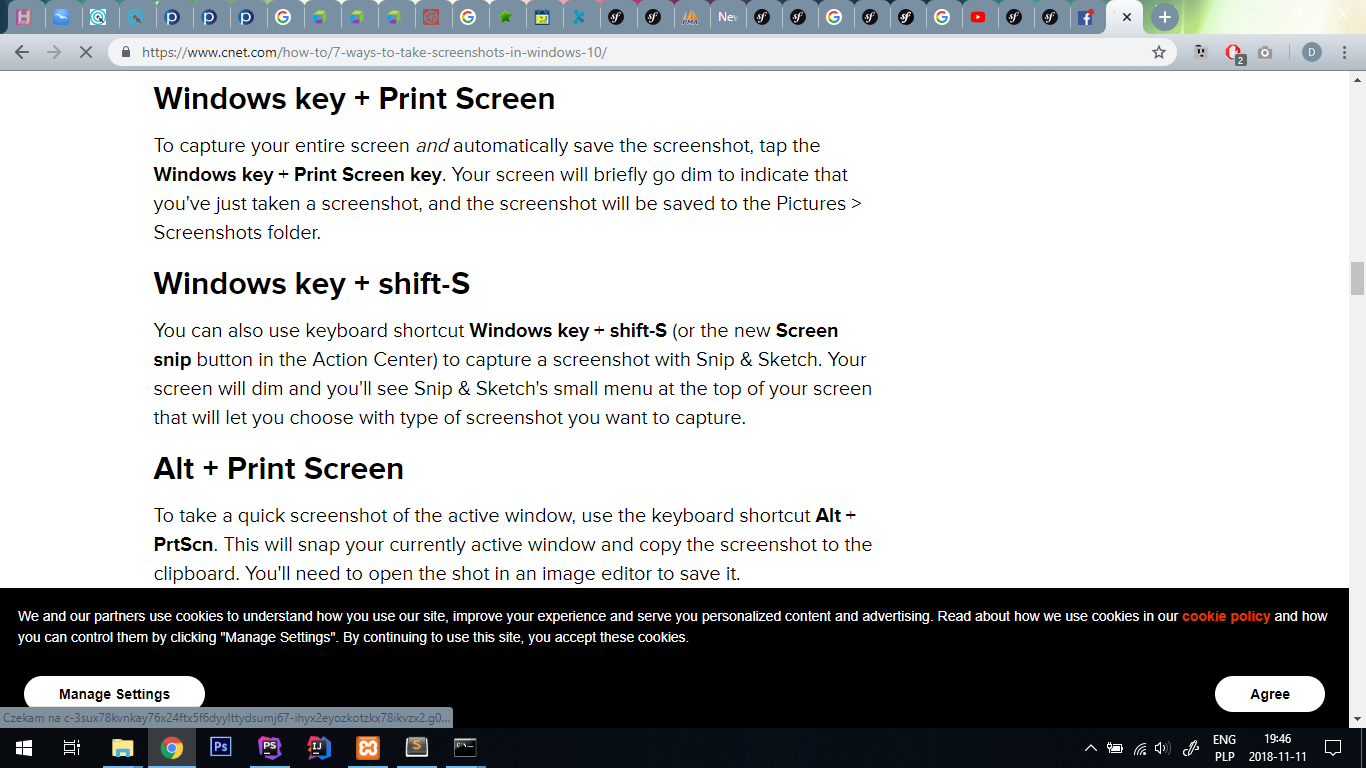 New
https://www.cnet.com/how-to/7-ways-to-take-screenshots-in-windows-10/
2
D
Windows key + Print Screen
To capture your entire screen and automatically save the screenshot, tap the
Windows key + Print Screen key. Your screen will briefly go dim to indicate that
you've just taken a screenshot, and the screenshot will be saved to the Pictures >
Screenshots folder.
Windows key + shift-S
You can also use keyboard shortcut Windows key + shift-S (or the new Screen
snip button in the Action Center) to capture a screenshot with Snip & Sketch. Your
screen will dim and you'll see Snip & Sketch's small menu at the top of your screen
that will let you choose with type of screenshot you want to capture.
Alt + Print Screen
To take a quick screenshot of the active window, use the keyboard shortcut Alt +
PrtScn. This will snap your currently active window and copy the screenshot to the
clipboard. You'll need to open the shot in an image editor to save it.
We and our partners use cookies to understand how you use our site, improve your experience and serve you personalized content and advertising. Read about how we use cookies in our cookie policy and how
you can control them by clicking "Manage Settings". By continuing to use this site, you accept these cookies.
Manage Settings
Agree
Czekam na c-3sux78kvnkay76x24ftx5f6dyylttydsumj67-ihyx2eyozkotzkx78ikvzx2.g0...
Ps
PS
IJ
S
ENG
PLP
19:46
2018-11-11